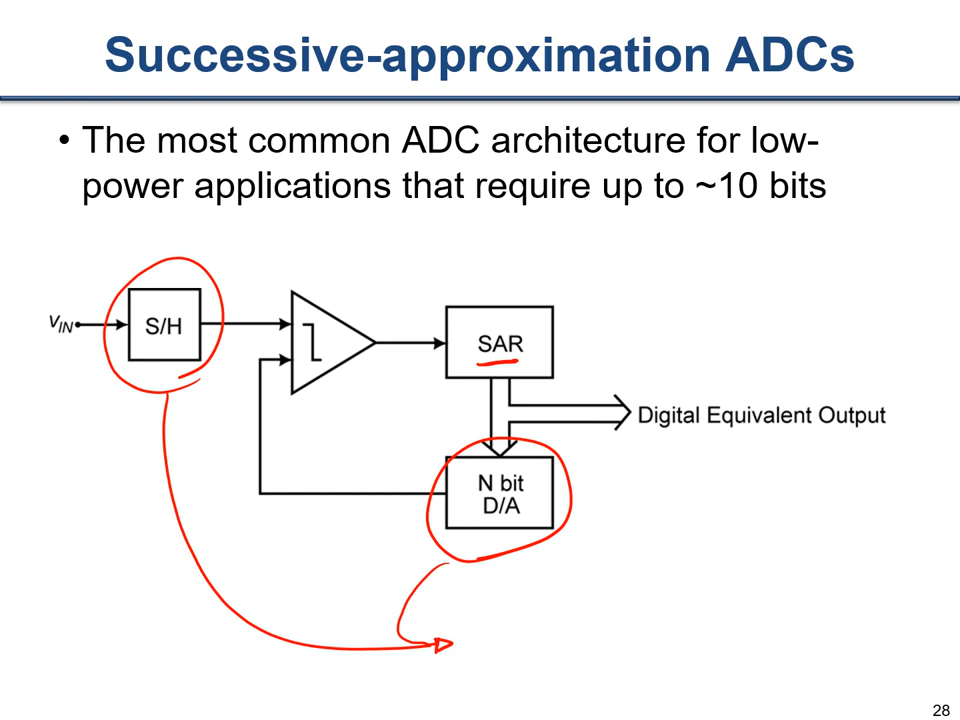 Successive-approximation ADCs
• The most common ADC architecture for low-
power applications that require up to ~10 bits
VIN
S/H
SAR
Digital Equivalent Output
N bit
D/A
28